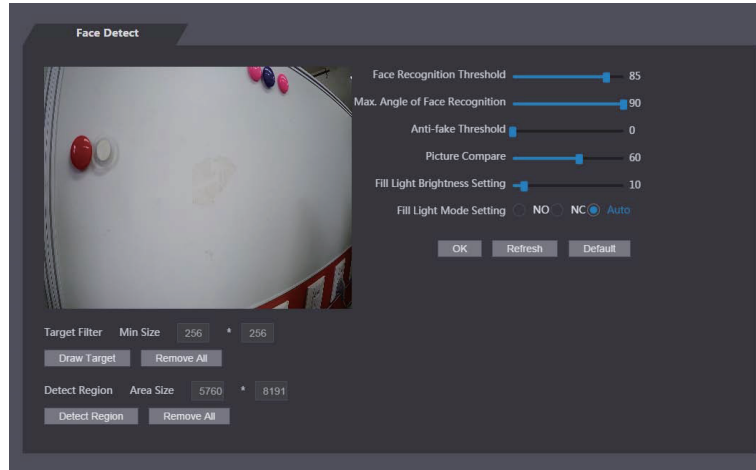 Face Detect
Face Recognition Threshold 85
Max. Angle of Face Recognition 90
Anti-fake Threshold 0
Picture Compare 60
Fill Light Brightness Setting 10
Fill Light Mode Setting NO NC Auto
OK Refresh Default
Target Filter Min Size 256 * 256
Draw Target Remove All
Detect Region Area Size 5760 * 8191
Detect Region Remove All